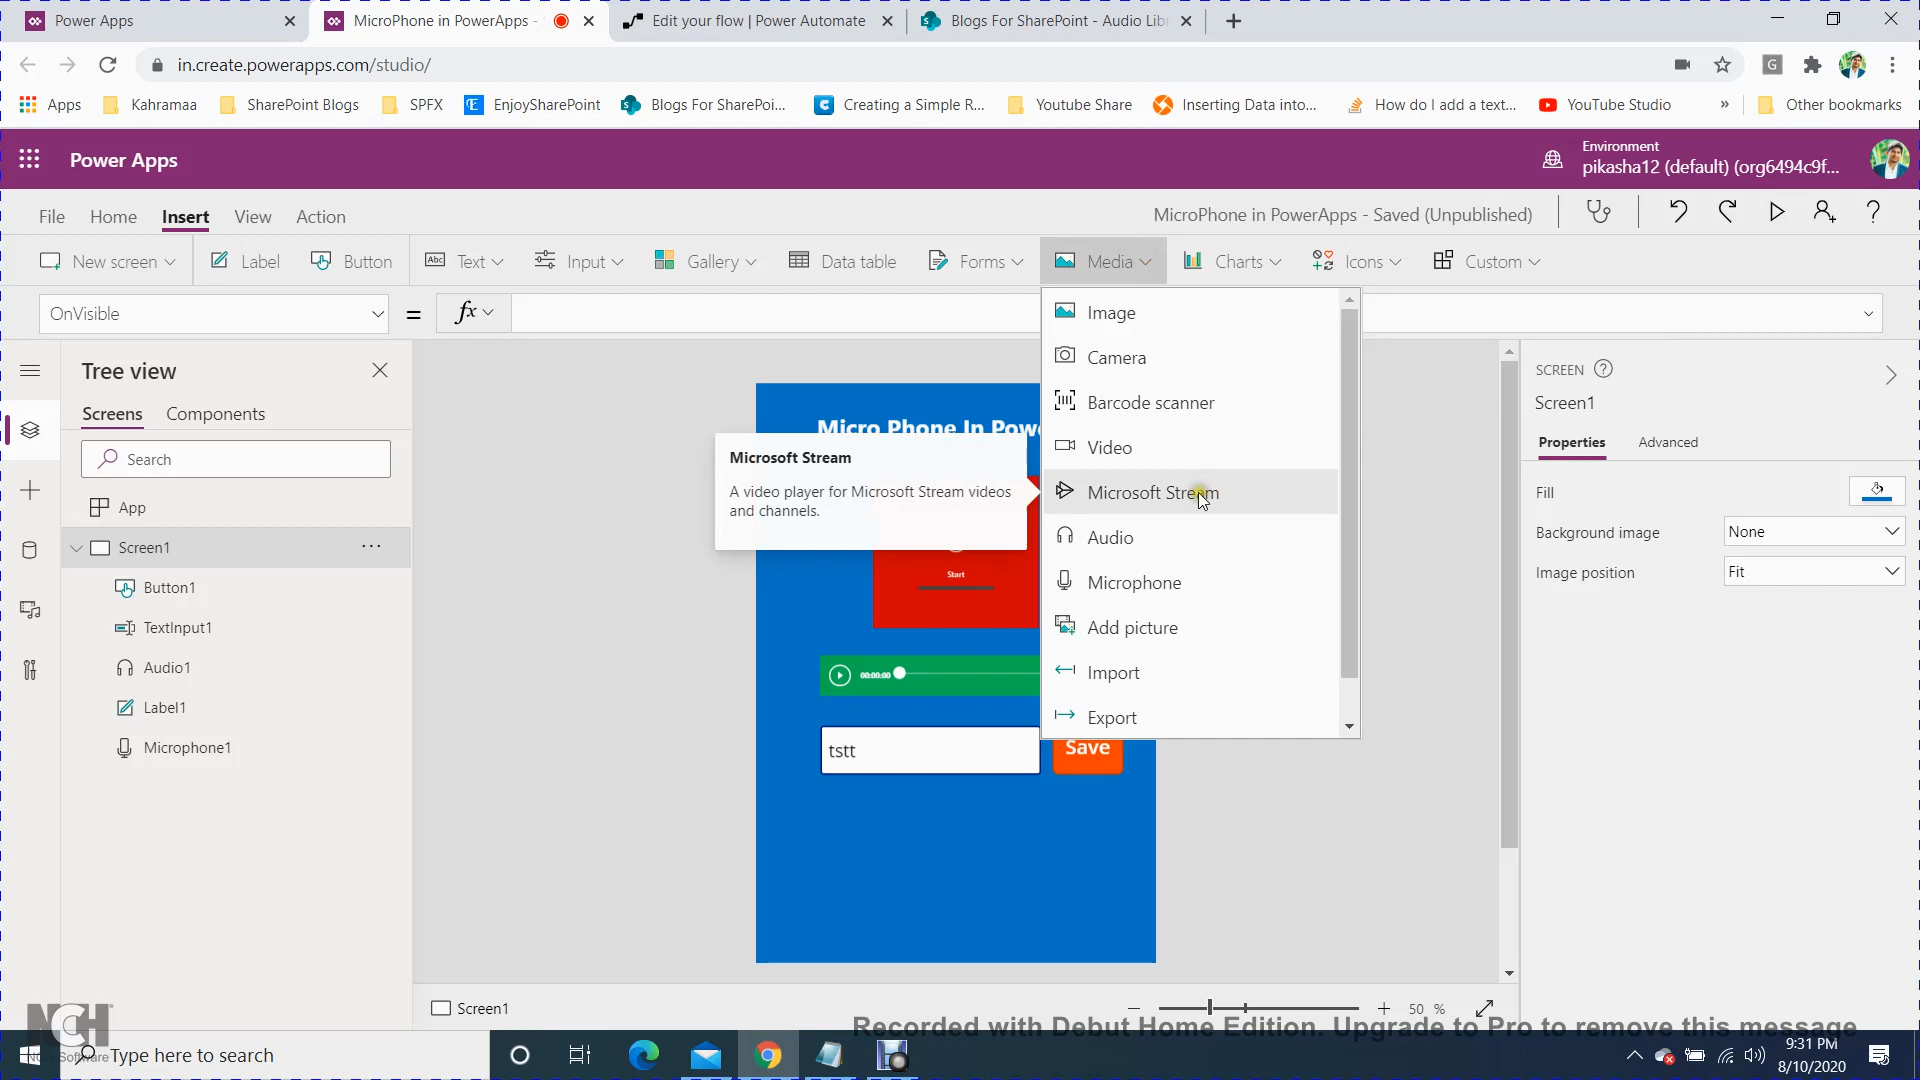 Power Apps
MicroPhone in PowerApps -
Edit your flow | Power Automate
Blogs For SharePoint - Audio Lib
in.create.powerapps.com/studio/
G
Apps
Kahramaa
SharePoint Blogs
SPFX
EnjoySharePoint
Blogs For SharePoi...
Creating a Simple R...
Youtube Share
Inserting Data into...
How do I add a text...
YouTube Studio
»
Other bookmarks
Power Apps
Environment
pikasha12 (default) (org6494c9f...
File
Home
Insert
View
Action
MicroPhone in PowerApps - Saved (Unpublished)
New screen
Label
Button
Abc
Text
Input
Gallery
Data table
Forms
Media
Charts
Icons
Custom
OnVisible
=
fx
Image
Camera
Barcode scanner
Video
Microsoft Stream
Audio
Microphone
Add picture
Import
Export
Tree view
Screens
Components
Search
App
Screen1
...
Button1
TextInput1
Audio1
Label1
Microphone1
Micro Phone In Pow
Microsoft Stream
A video player for Microsoft Stream videos
and channels.
Start
00:00:00
tstt
Save
SCREEN
Screen1
Properties
Advanced
Fill
Background image
None
Image position
Fit
Screen1
50 %
NCH
NCH Software
Recorded with Debut Home Edition. Upgrade to Pro to remove this message
Type here to search
9:31 PM
8/10/2020